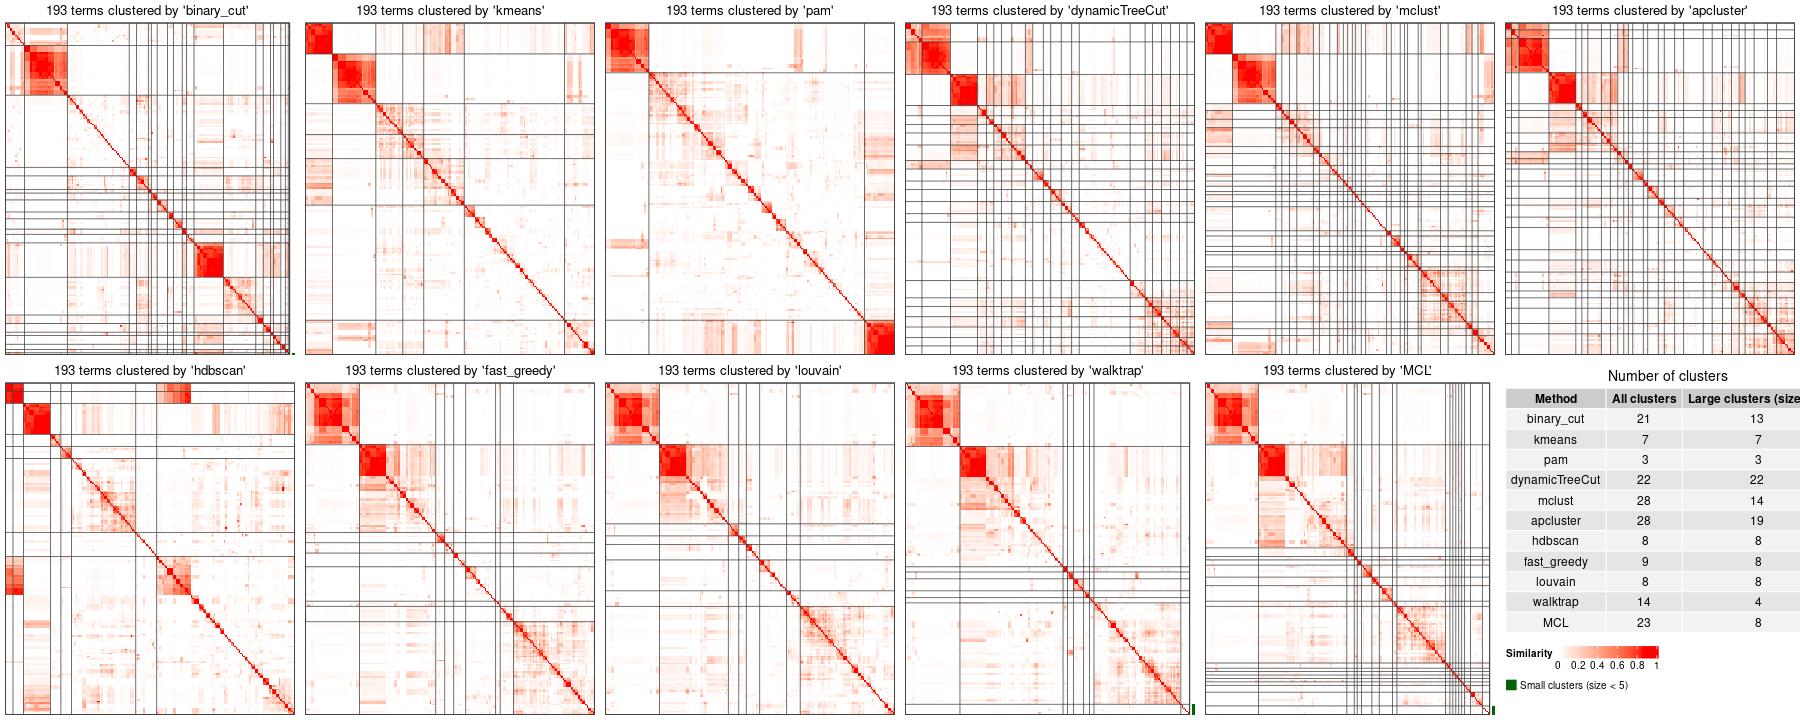 193 terms clustered by 'binary_cut'
193 terms clustered by 'kmeans'
193 terms clustered by 'pam'
193 terms clustered by 'dynamicTreeCut'
193 terms clustered by 'mclust'
193 terms clustered by 'apcluster'
193 terms clustered by 'hdbscan'
193 terms clustered by 'fast_greedy'
193 terms clustered by 'louvain'
193 terms clustered by 'walktrap'
193 terms clustered by 'MCL'
Number of clusters
Method All clusters Large clusters (size
binary_cut 21 13
kmeans 7 7
pam 3 3
dynamicTreeCut 22 22
mclust 28 14
apcluster 28 19
hdbscan 8 8
fast_greedy 9 8
louvain 8 8
walktrap 14 4
MCL 23 8
Similarity
0 0.2 0.4 0.6 0.8 1
Small clusters (size < 5)